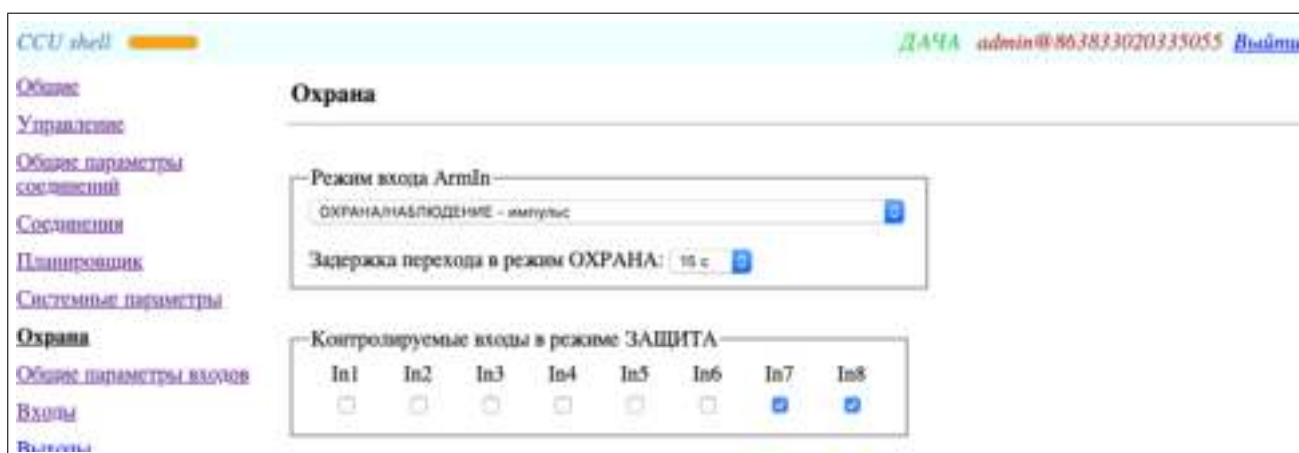 CCU shell
ДАЧА admin@863833020335055 Выйти
Общие
Управление
Общие параметры
соединений
Соединения
Планировщик
Системные параметры
Охрана
Общие параметры входов
Входы
Выходы
Охрана
Режим входа ArmIn
ОХРАНА/НАБЛЮДЕНИЕ - импульс
Задержка перехода в режим ОХРАНА: 15 с
Контролируемые входы в режиме ЗАЩИТА
In1 In2 In3 In4 In5 In6 In7 In8